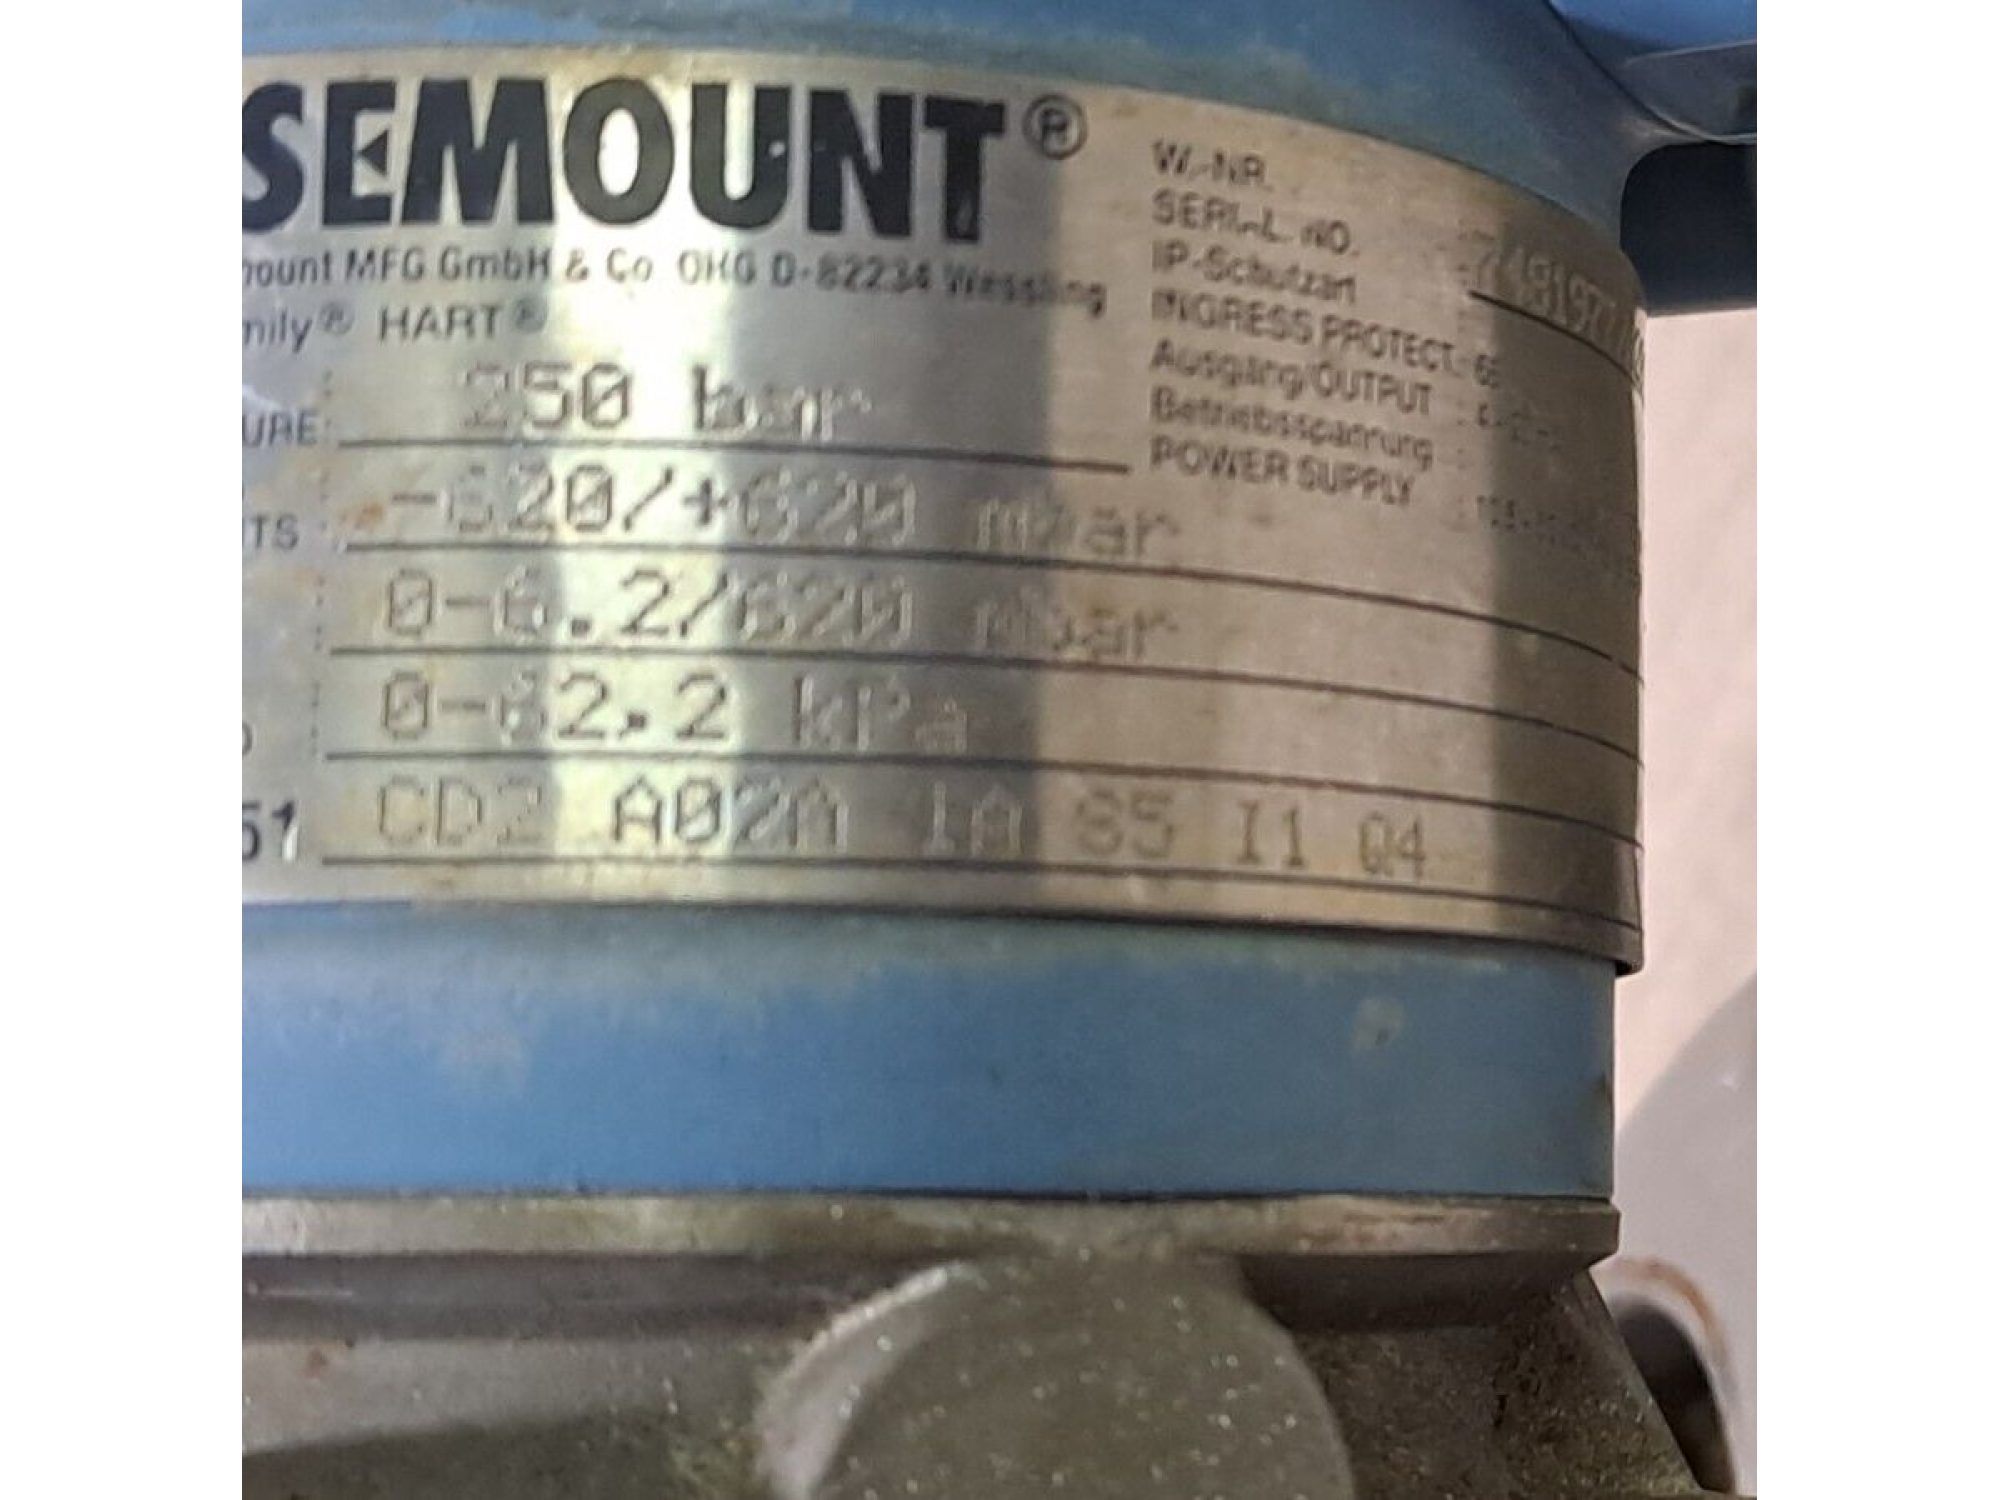 SEMOUNT®
ount MFG GmbH & Co. OHG D-82234 Wessling
mily® HART®
URE: 250 bar
TS : -620/+620 mbar
0-6.2/620 mbar
: 0-62.2 kPa
51 CD2 A02A 1A S5 I1 Q4
W.-NR.
SERIAL NO.
IP-Schutzart
INGRESS PROTECT.: 65
Ausgang/OUTPUT :
Betriebsspannung :
POWER SUPPLY :